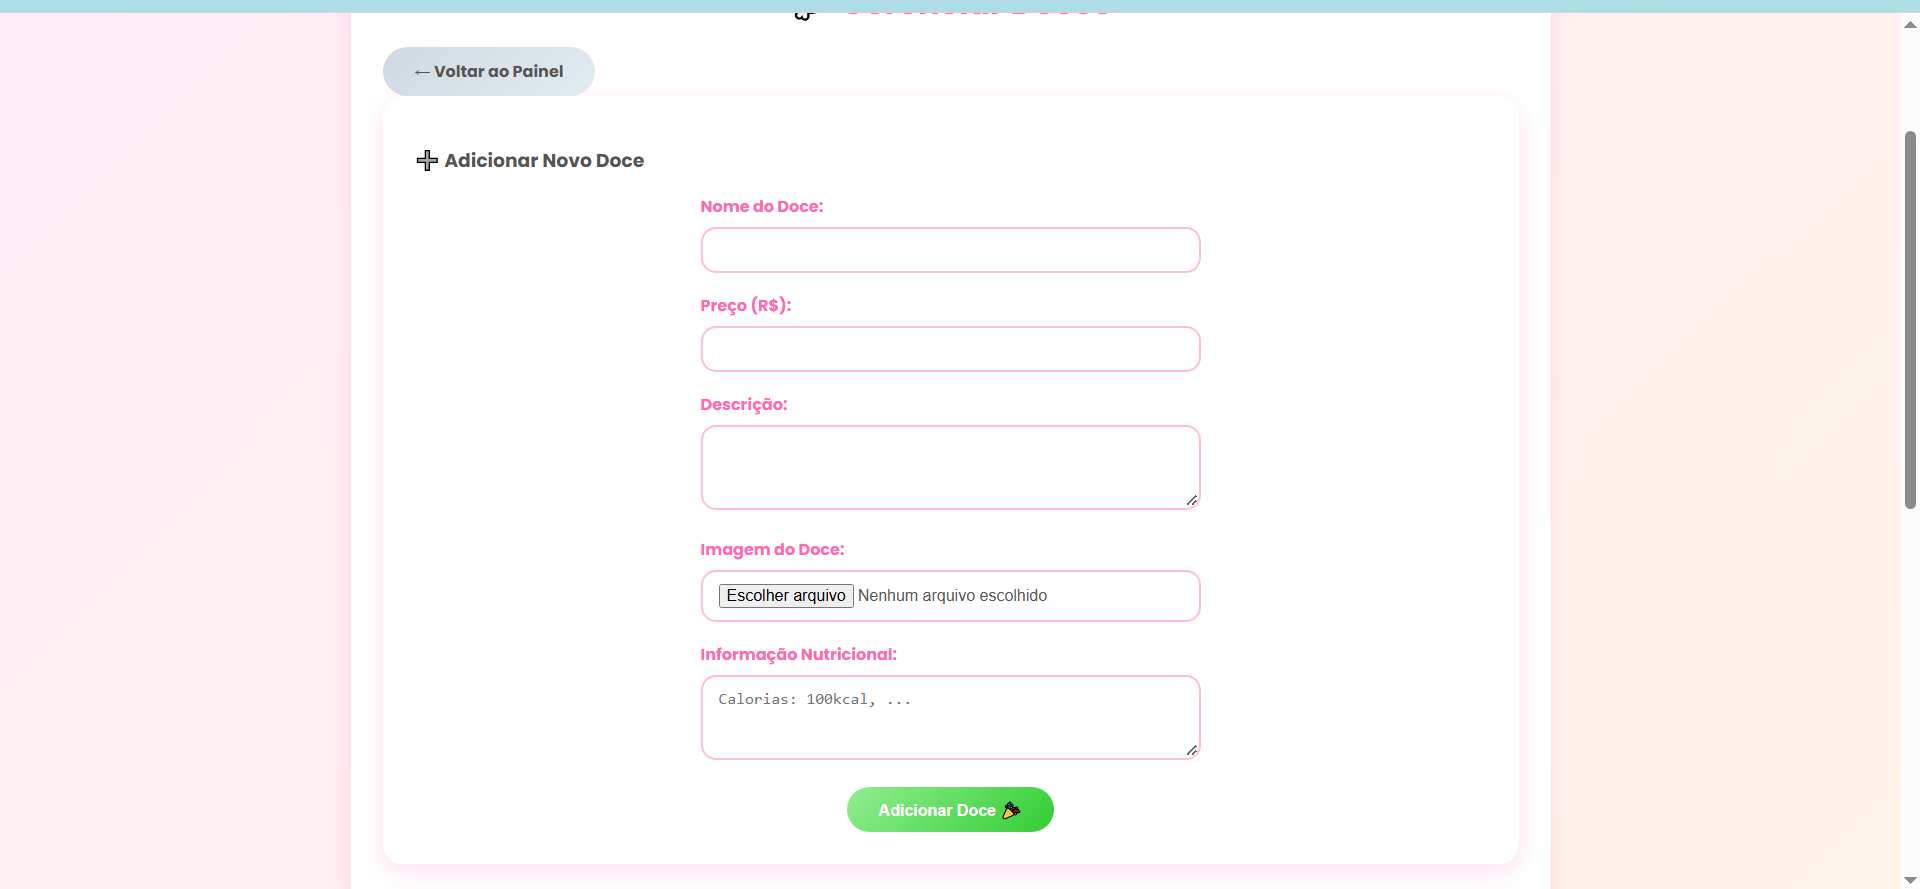 ← Voltar ao Painel
➕ Adicionar Novo Doce
Nome do Doce:
Preço (R$):
Descrição:
Imagem do Doce:
Escolher arquivo Nenhum arquivo escolhido
Informação Nutricional:
Calorias: 100kcal, ...
Adicionar Doce 🎉